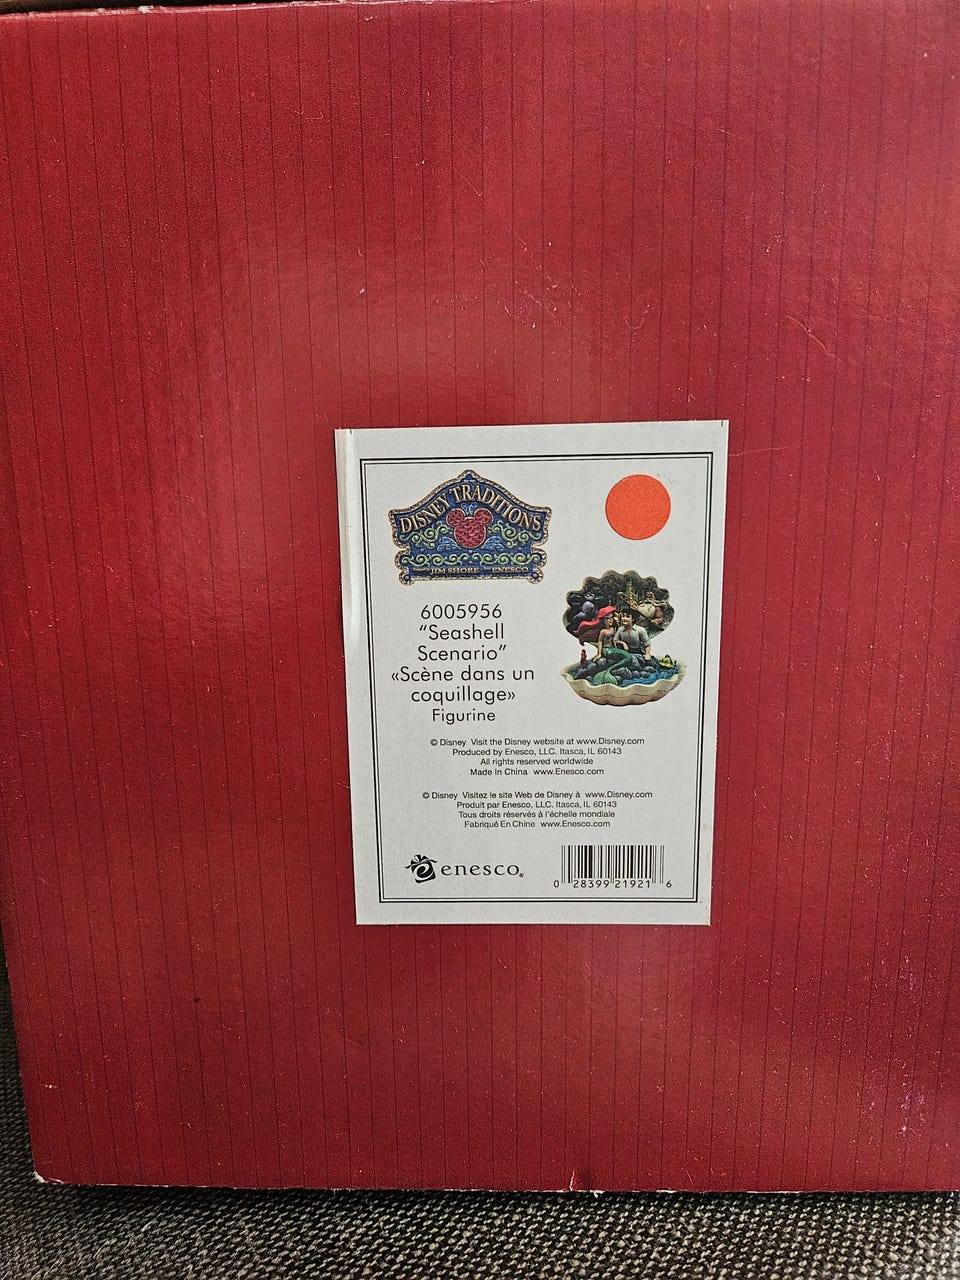 DISNEY TRADITIONS
JIM SHORE ENESCO
6005956
"Seashell
Scenario"
«Scène dans un
coquillage»
Figurine
© Disney Visit the Disney website at www.Disney.com
Produced by Enesco, LLC. Itasca, IL 60143
All rights reserved worldwide
Made In China www.Enesco.com
© Disney Visitez le site Web de Disney à www.Disney.com
Produit par Enesco, LLC. Itasca, IL 60143
Tous droits réservés à l'échelle mondiale
Fabriqué En Chine www.Enesco.com
enesco®
0 28399 21921 6